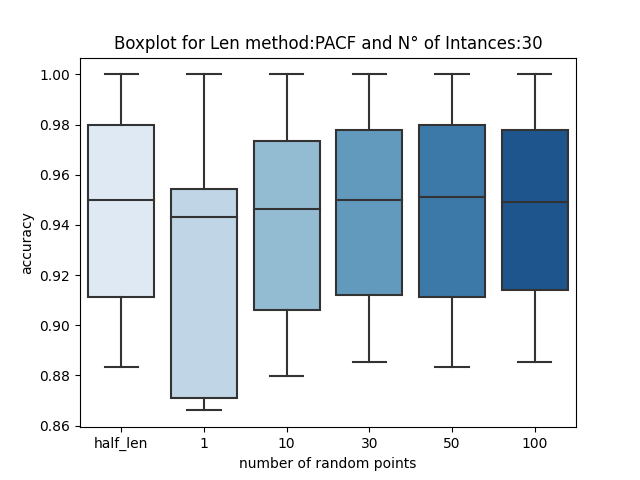 Boxplot for Len method:PACF and N° of Intances:30
1.00
0.98
0.96
0.94
0.92
0.90
0.88
0.86
accuracy
half_len 1 10 30 50 100
number of random points